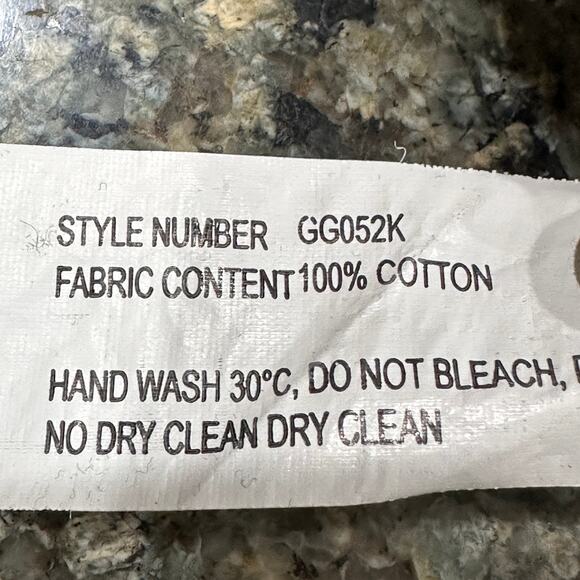 STYLE NUMBER GG052K
FABRIC CONTENT 100% COTTON
HAND WASH 30°C, DO NOT BLEACH,
NO DRY CLEAN DRY CLEAN